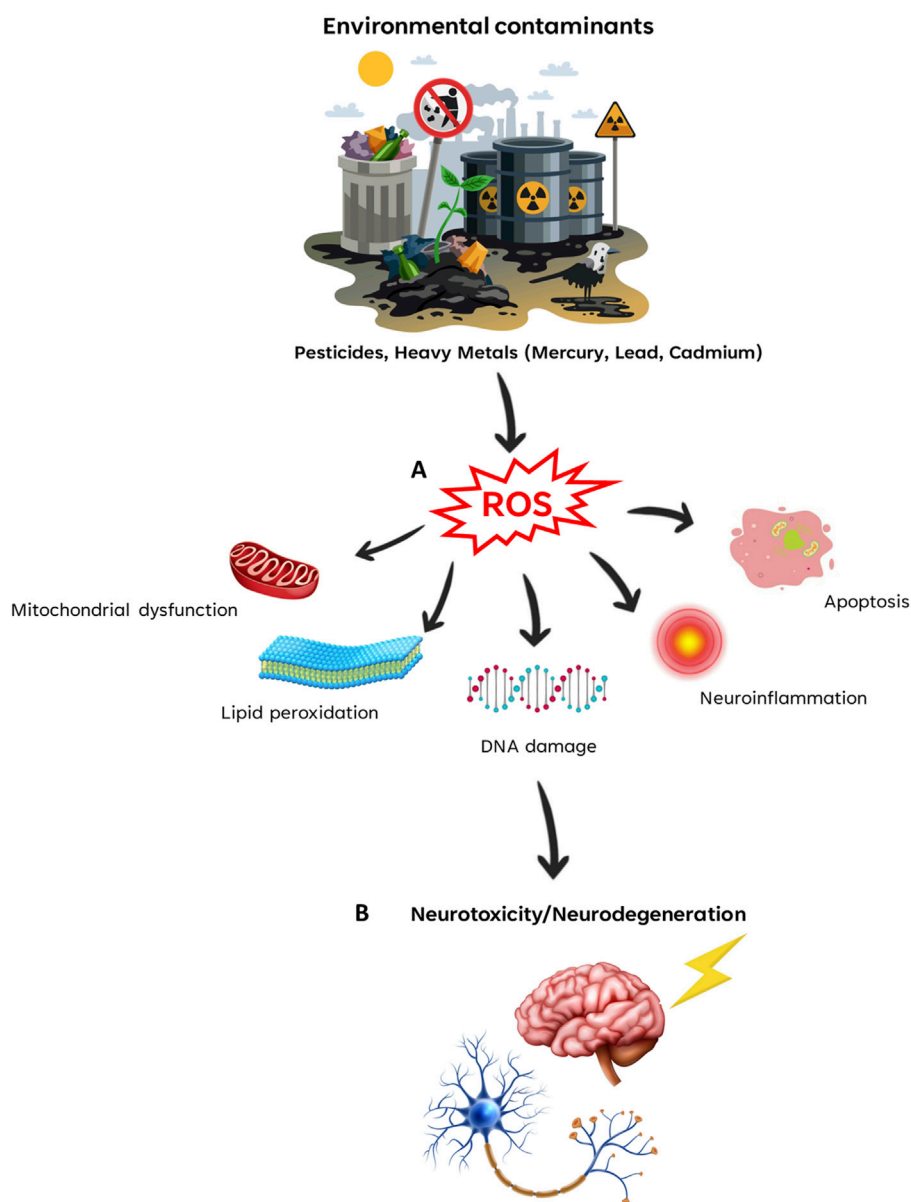 Environmental contaminants
Pesticides, Heavy Metals (Mercury, Lead, Cadmium)
A
ROS
Mitochondrial dysfunction
Apoptosis
Lipid peroxidation
Neuroinflammation
DNA damage
B Neurotoxicity/Neurodegeneration